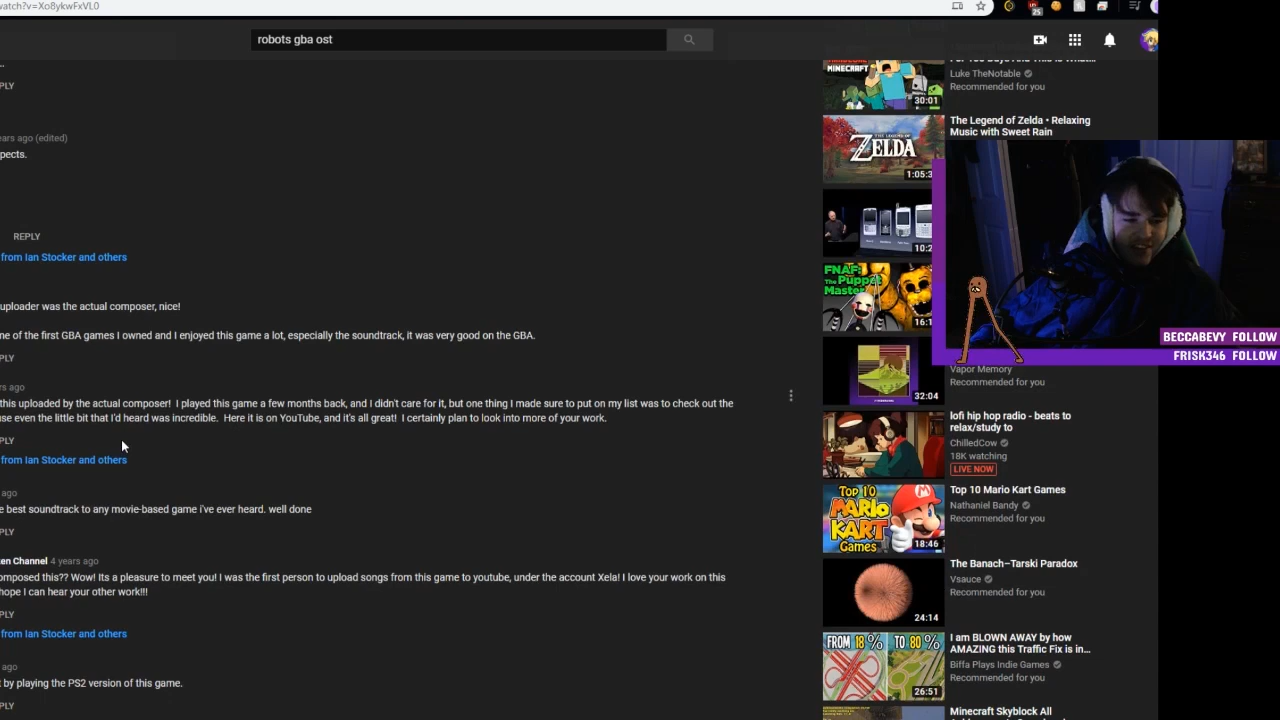 watch?v=Xo8ykwFxVL0
25
robots gba ost
PLY
ears ago (edited)
pects.
REPLY
from Ian Stocker and others
uploader was the actual composer, nice!
me of the first GBA games I owned and I enjoyed this game a lot, especially the soundtrack, it was very good on the GBA.
PLY
rs ago
this uploaded by the actual composer! I played this game a few months back, and I didn't care for it, but one thing I made sure to put on my list was to check out the
use even the little bit that I'd heard was incredible. Here it is on YouTube, and it's all great! I certainly plan to look into more of your work.
PLY
from Ian Stocker and others
ago
e best soundtrack to any movie-based game i've ever heard. well done
PLY
ken Channel 4 years ago
omposed this?? Wow! Its a pleasure to meet you! I was the first person to upload songs from this game to youtube, under the account Xela! I love your work on this
hope I can hear your other work!!!
PLY
from Ian Stocker and others
ago
t by playing the PS2 version of this game.
PLY
MINECRAFT
30:01
Luke TheNotable
Recommended for you
ZELDA
1:05:3
The Legend of Zelda • Relaxing
Music with Sweet Rain
10:2
FNAF:
The Puppet
Master
16:1
BECCABEVY FOLLOW
FRISK346 FOLLOW
32:04
Vapor Memory
Recommended for you
lofi hip hop radio - beats to
relax/study to
ChilledCow
18K watching
LIVE NOW
TOP 10
MARIO
KART
Games
18:46
Top 10 Mario Kart Games
Nathaniel Bandy
Recommended for you
24:14
The Banach–Tarski Paradox
Vsauce
Recommended for you
FROM 18% TO 80%
26:51
I am BLOWN AWAY by how
AMAZING this Traffic Fix is in...
Biffa Plays Indie Games
Recommended for you
Minecraft Skyblock All